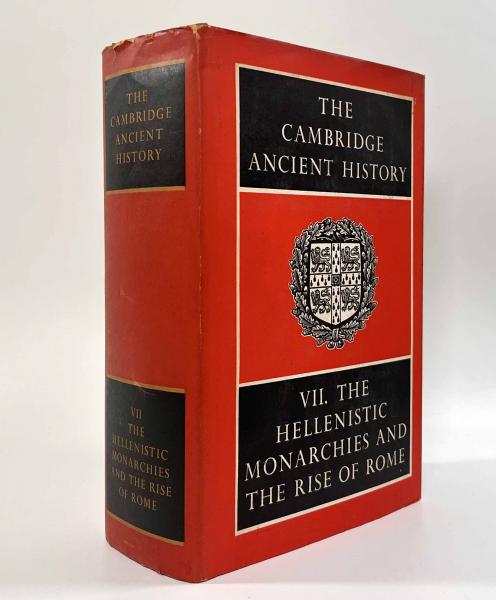 THE
CAMBRIDGE
ANCIENT
HISTORY
VII
THE
HELLENISTIC
MONARCHIES
AND THE RISE
OF ROME
THE
CAMBRIDGE
ANCIENT HISTORY
VII. THE
HELLENISTIC
MONARCHIES AND
THE RISE OF ROME